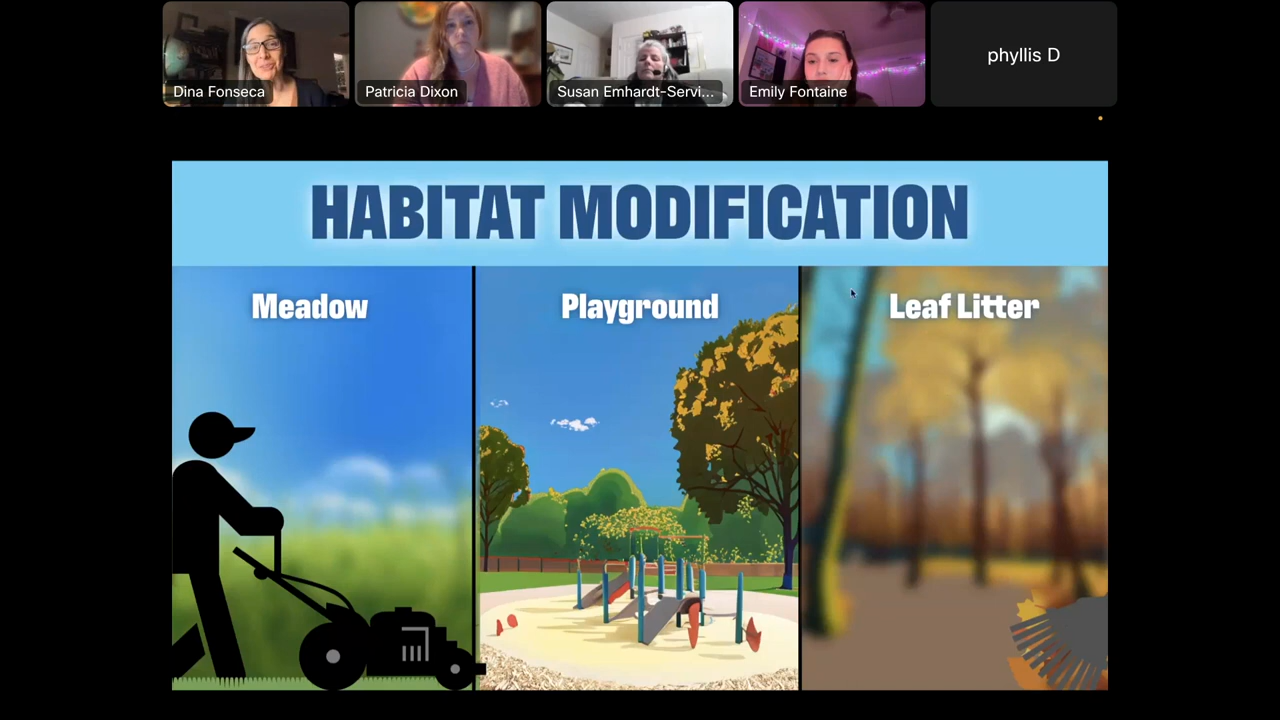 Dina Fonseca
Patricia Dixon
Susan Emhardt-Servi...
Emily Fontaine
phyllis D
HABITAT MODIFICATION
Meadow
Playground
Leaf Litter